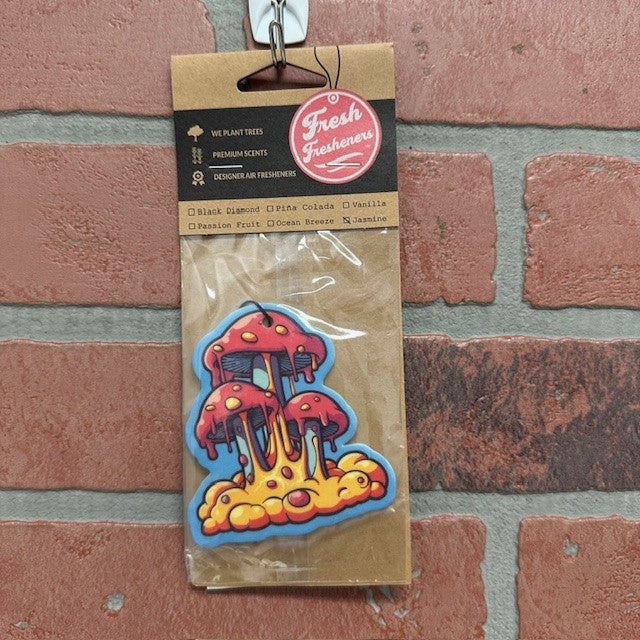 Fresh
Fresheners
TM
WE PLANT TREES
PREMIUM SCENTS
DESIGNER AIR FRESHENERS
☐ Black Diamond ☐ Piña Colada ☐ Vanilla
☐ Passion Fruit ☐ Ocean Breeze ☑ Jasmine